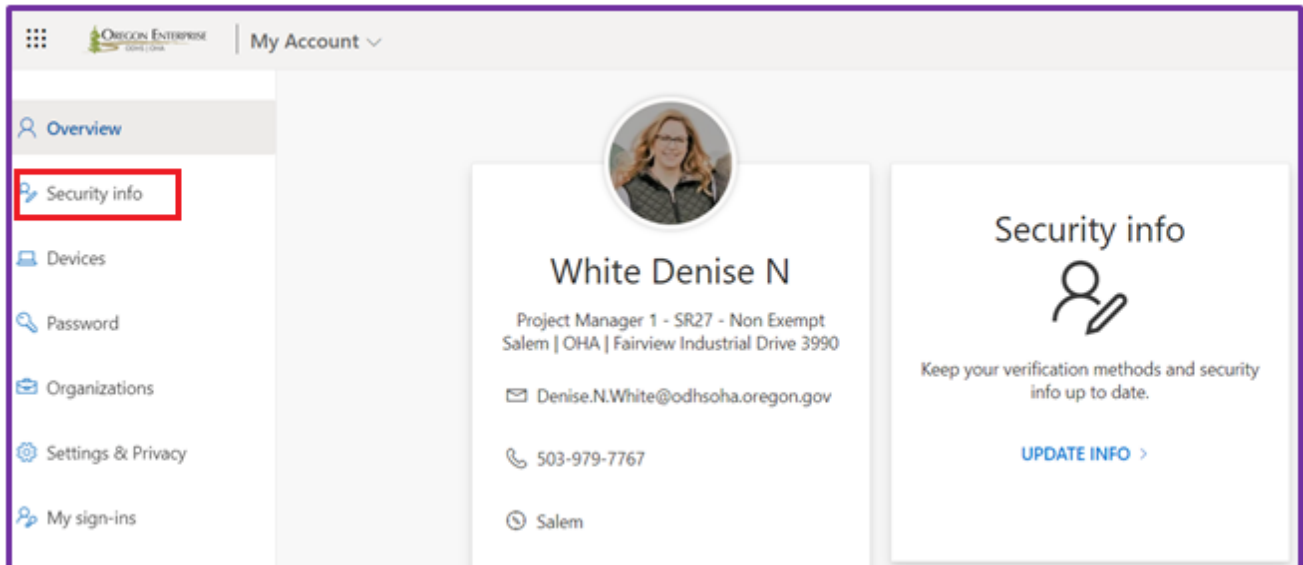 OREGON ENTERPRISE
ODHS | OHA
My Account
Overview
Security info
Devices
Password
Organizations
Settings & Privacy
My sign-ins
White Denise N
Project Manager 1 - SR27 - Non Exempt
Salem | OHA | Fairview Industrial Drive 3990
Denise.N.White@odhsoha.oregon.gov
503-979-7767
Salem
Security info
Keep your verification methods and security
info up to date.
UPDATE INFO >